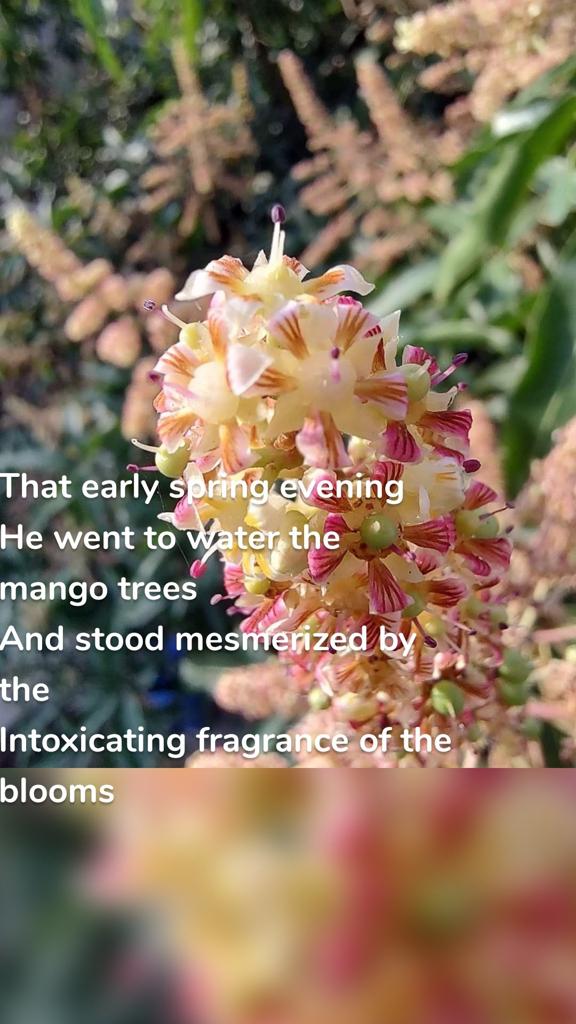 That early spring evening
He went to water the
mango trees
And stood mesmerized by
the
Intoxicating fragrance of the
blooms